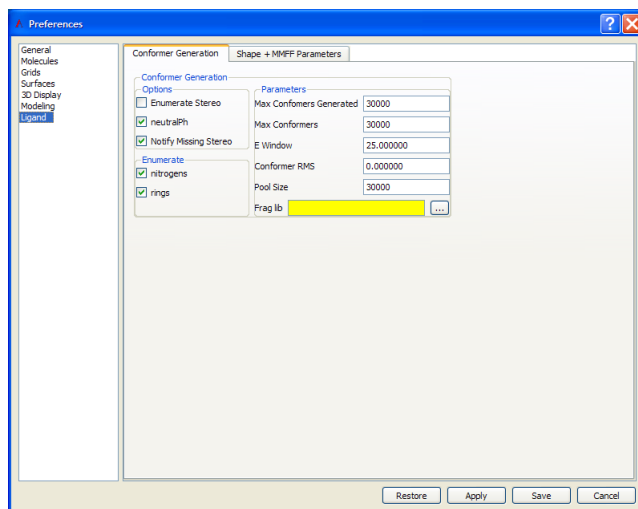 Preferences
General
Molecules
Grids
Surfaces
3D Display
Modeling
Ligand
Conformer Generation
Shape + MMFF Parameters
Conformer Generation
Options
Enumerate Stereo
neutralPh
Notify Missing Stereo
Enumerate
nitrogens
rings
Parameters
Max Confomers Generated 30000
Max Conformers 30000
E Window 25.000000
Conformer RMS 0.000000
Pool Size 30000
Frag lib ...
Restore Apply Save Cancel